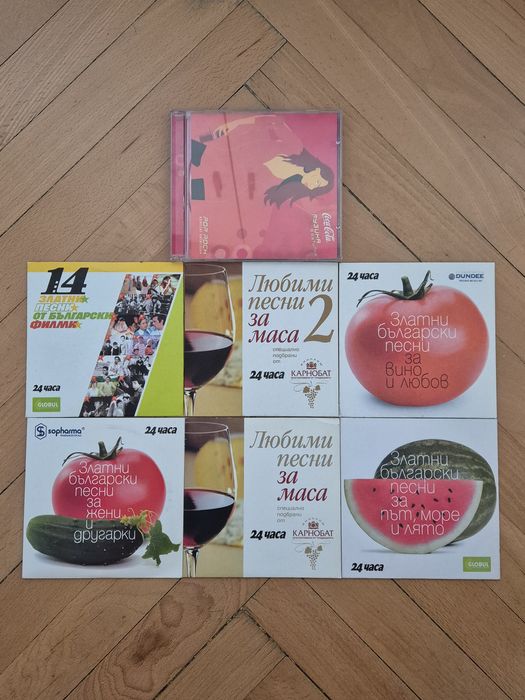 Coca-Cola
МУЗИКА
POP ROCK
14
ЗЛАТНИ
ПЕСНИ
ОТ БЪЛГАРСКИ
ФИЛМИ
24 часа
GLOBUL
Любими
песни
за
маса 2
специално
подбрани
от
24 часа
КАРНОБАТ
24 часа
DUNDEE
Златни
български
песни
за
вино
и любов
sopharma
24 часа
Златни
български
песни
за
жени
и
другарки
Любими
песни
за
маса
специално
подбрани
от
24 часа
КАРНОБАТ
Златни
български
песни
за
път, море
и лято
24 часа
GLOBUL